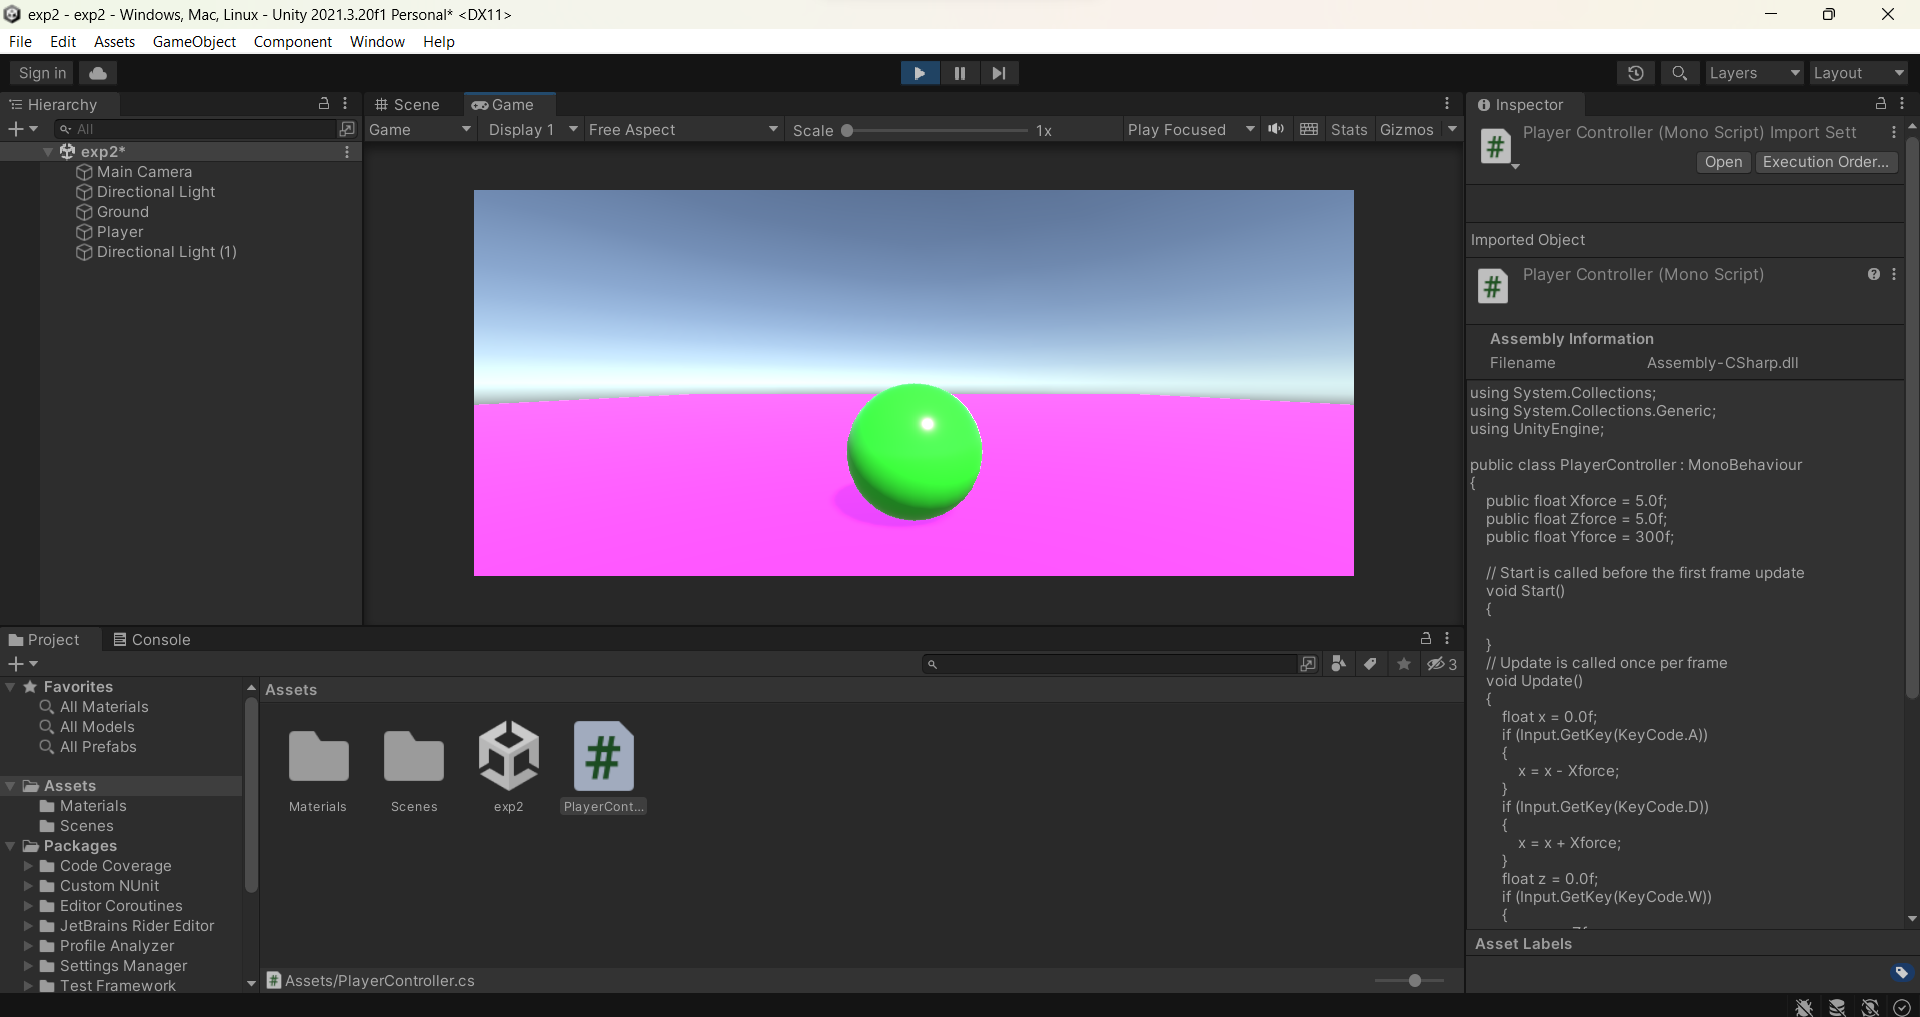 exp2 - exp2 - Windows, Mac, Linux - Unity 2021.3.20f1 Personal* <DX11>
File Edit Assets GameObject Component Window Help
Sign in
Layers
Layout
Hierarchy
All
exp2*
Main Camera
Directional Light
Ground
Player
Directional Light (1)
Scene
Game
Game Display 1 Free Aspect Scale 1x Play Focused Stats Gizmos
Inspector
Player Controller (Mono Script) Import Sett
Open Execution Order...
Imported Object
Player Controller (Mono Script)
Assembly Information
Filename Assembly-CSharp.dll
using System.Collections;
using System.Collections.Generic;
using UnityEngine;
public class PlayerController : MonoBehaviour
{
public float Xforce = 5.0f;
public float Zforce = 5.0f;
public float Yforce = 300f;
// Start is called before the first frame update
void Start()
{
}
// Update is called once per frame
void Update()
{
float x = 0.0f;
if (Input.GetKey(KeyCode.A))
{
x = x - Xforce;
}
if (Input.GetKey(KeyCode.D))
{
x = x + Xforce;
}
float z = 0.0f;
if (Input.GetKey(KeyCode.W))
{
Asset Labels
Project
Console
3
Favorites
All Materials
All Models
All Prefabs
Assets
Materials
Scenes
Packages
Code Coverage
Custom NUnit
Editor Coroutines
JetBrains Rider Editor
Profile Analyzer
Settings Manager
Test Framework
Assets
Materials
Scenes
exp2
PlayerCont...
Assets/PlayerController.cs